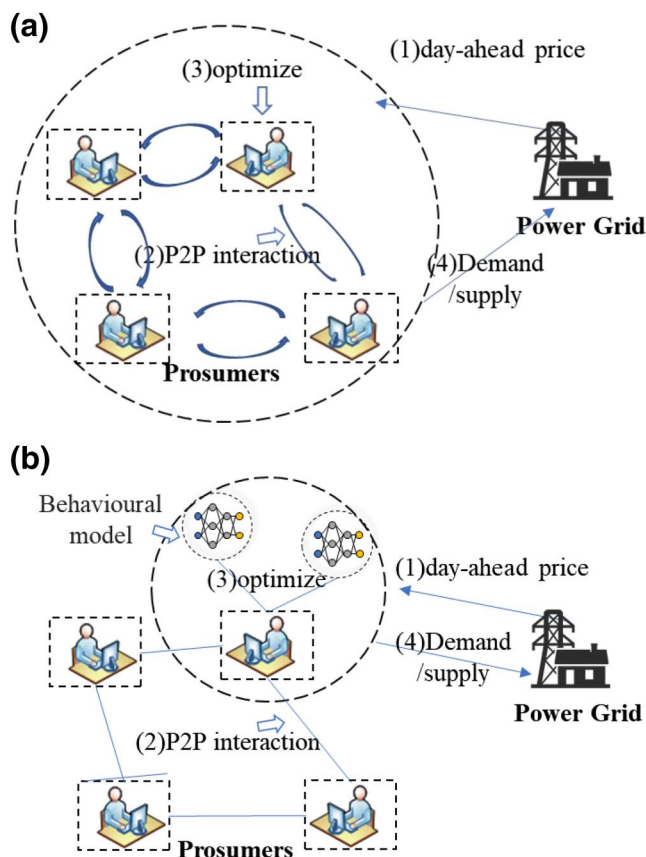 (a)
(3)optimize
(1)day-ahead price
Power Grid
(2)P2P interaction
(4)Demand
/supply
Prosumers
(b)
Behavioural
model
(3)optimize
(1)day-ahead price
(4)Demand
/supply
Power Grid
(2)P2P interaction
Prosumers